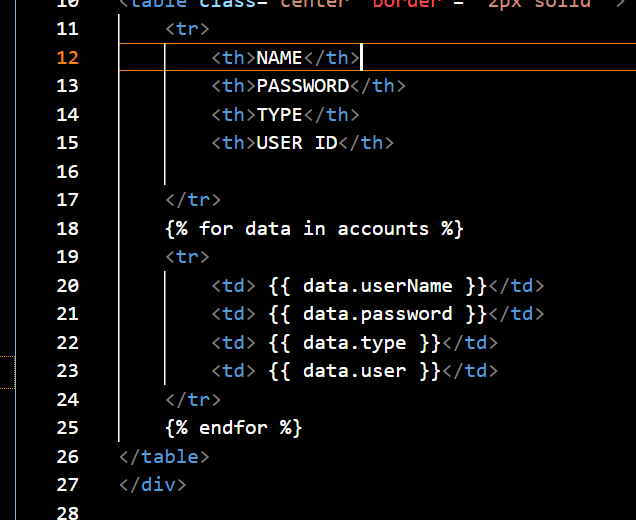 10 <table class="center" border = "2px solid" >
11 <tr>
12 <th>NAME</th>
13 <th>PASSWORD</th>
14 <th>TYPE</th>
15 <th>USER ID</th>
16
17 </tr>
18 {% for data in accounts %}
19 <tr>
20 <td> {{ data.userName }}</td>
21 <td> {{ data.password }}</td>
22 <td> {{ data.type }}</td>
23 <td> {{ data.user }}</td>
24 </tr>
25 {% endfor %}
26 </table>
27 </div>
28